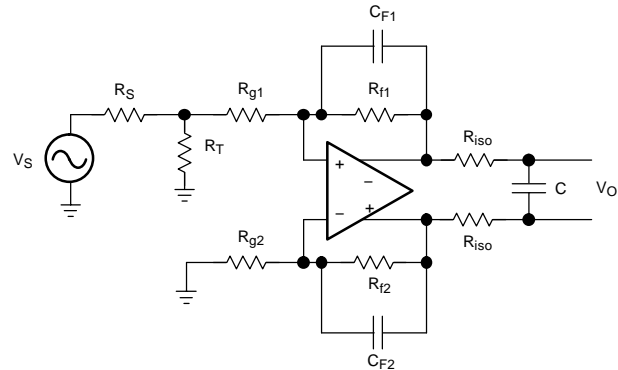 CF1
RS
Rg1
Rf1
Riso
VS
RT
+
−
−
+
C
VO
Rg2
Riso
Rf2
CF2